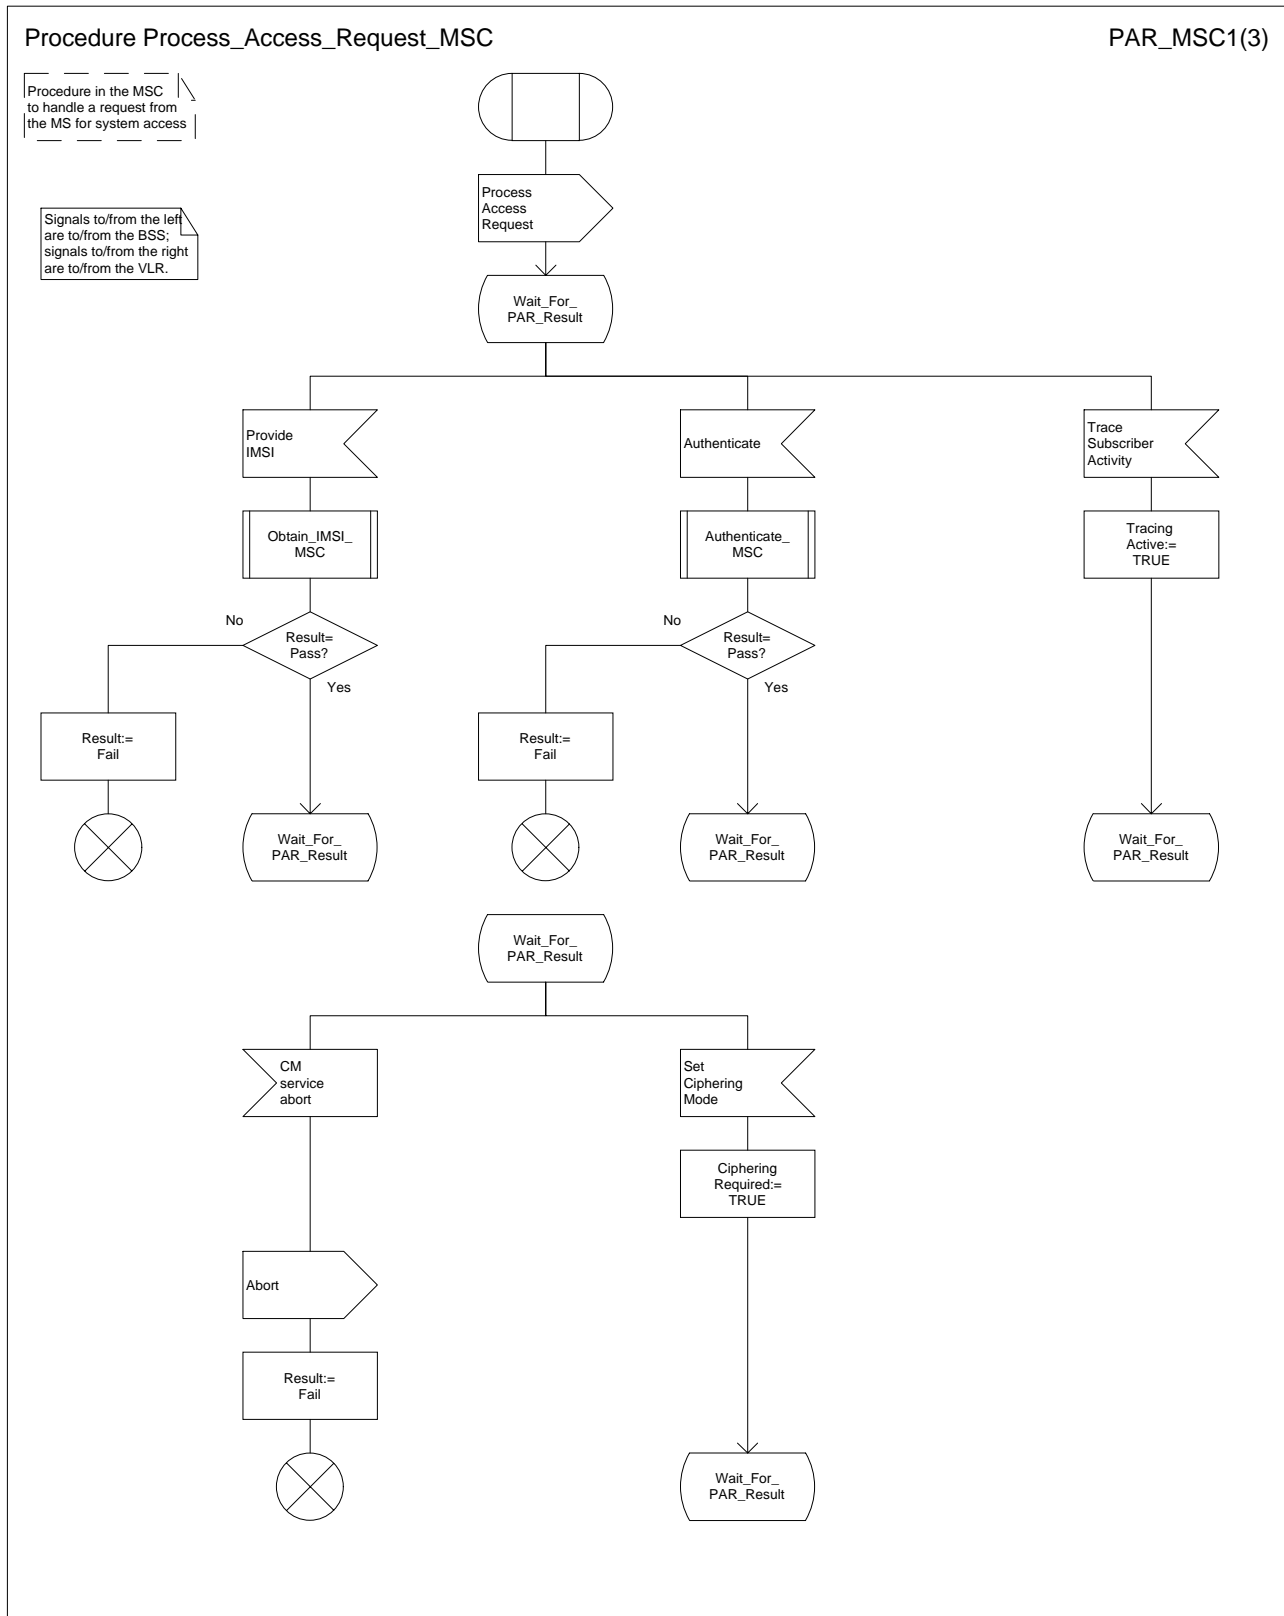 Procedure Process_Access_Request_MSC
PAR_MSC1(3)
Procedure in the MSC
to handle a request from
the MS for system access
Signals to/from the left
are to/from the BSS;
signals to/from the right
are to/from the VLR.
Process
Access
Request
Wait_For_
PAR_Result
Provide
IMSI
Authenticate
Trace
Subscriber
Activity
Obtain_IMSI_
MSC
Authenticate_
MSC
Tracing
Active:=
TRUE
No
Result=
Pass?
Yes
No
Result=
Pass?
Yes
Result:=
Fail
Result:=
Fail
Wait_For_
PAR_Result
Wait_For_
PAR_Result
Wait_For_
PAR_Result
Wait_For_
PAR_Result
CM
service
abort
Set
Ciphering
Mode
Ciphering
Required:=
TRUE
Abort
Result:=
Fail
Wait_For_
PAR_Result